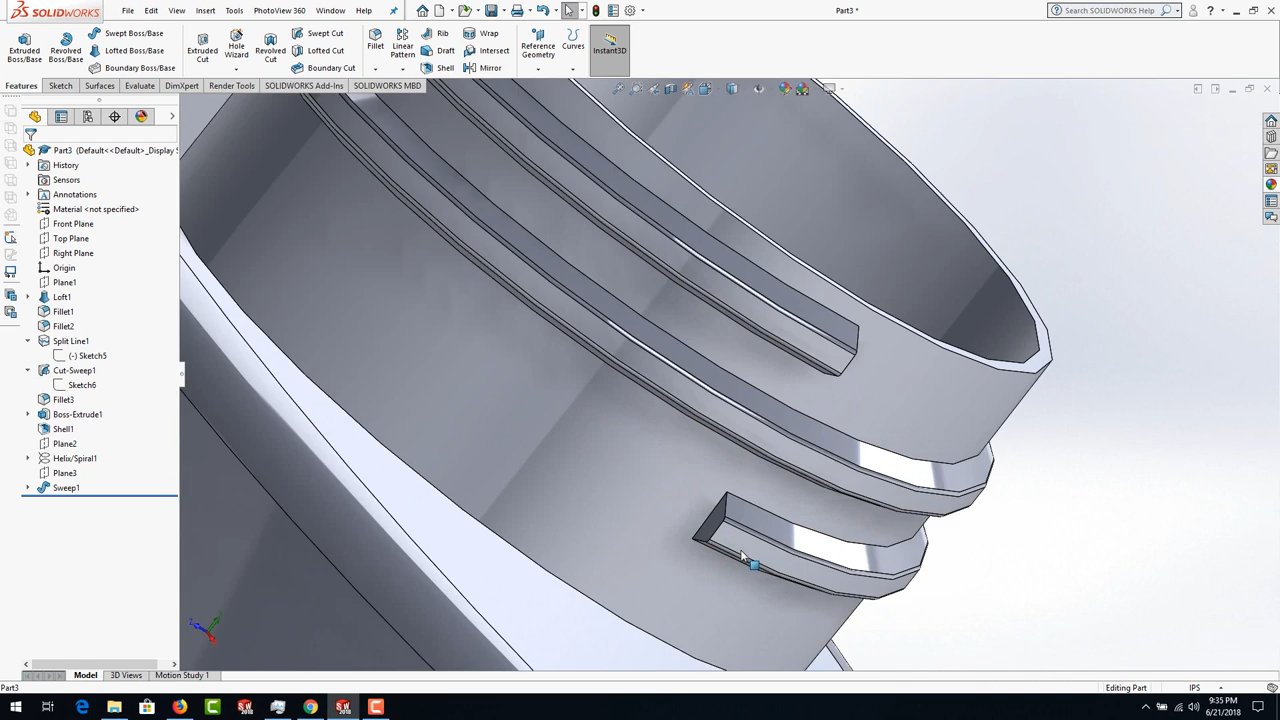 SOLIDWORKS
File Edit View Insert Tools PhotoView 360 Window Help
Part3 *
Search SOLIDWORKS Help
Extruded Boss/Base
Revolved Boss/Base
Swept Boss/Base
Lofted Boss/Base
Boundary Boss/Base
Extruded Cut
Hole Wizard
Revolved Cut
Swept Cut
Lofted Cut
Boundary Cut
Fillet
Linear Pattern
Rib
Draft
Shell
Wrap
Intersect
Mirror
Reference Geometry
Curves
Instant3D
Features Sketch Surfaces Evaluate DimXpert Render Tools SOLIDWORKS Add-Ins SOLIDWORKS MBD
Part3 (Default<<Default>_Display S
History
Sensors
Annotations
Material <not specified>
Front Plane
Top Plane
Right Plane
Origin
Plane1
Loft1
Fillet1
Fillet2
Split Line1
(-) Sketch5
Cut-Sweep1
Sketch6
Fillet3
Boss-Extrude1
Shell1
Plane2
Helix/Spiral1
Plane3
Sweep1
Model 3D Views Motion Study 1
Part3
Editing Part
IPS
9:35 PM
6/21/2018